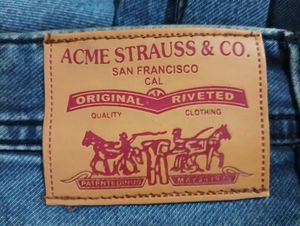 ACME STRAUSS & CO.
SAN FRANCISCO
CAL
ORIGINAL RIVETED
QUALITY CLOTHING